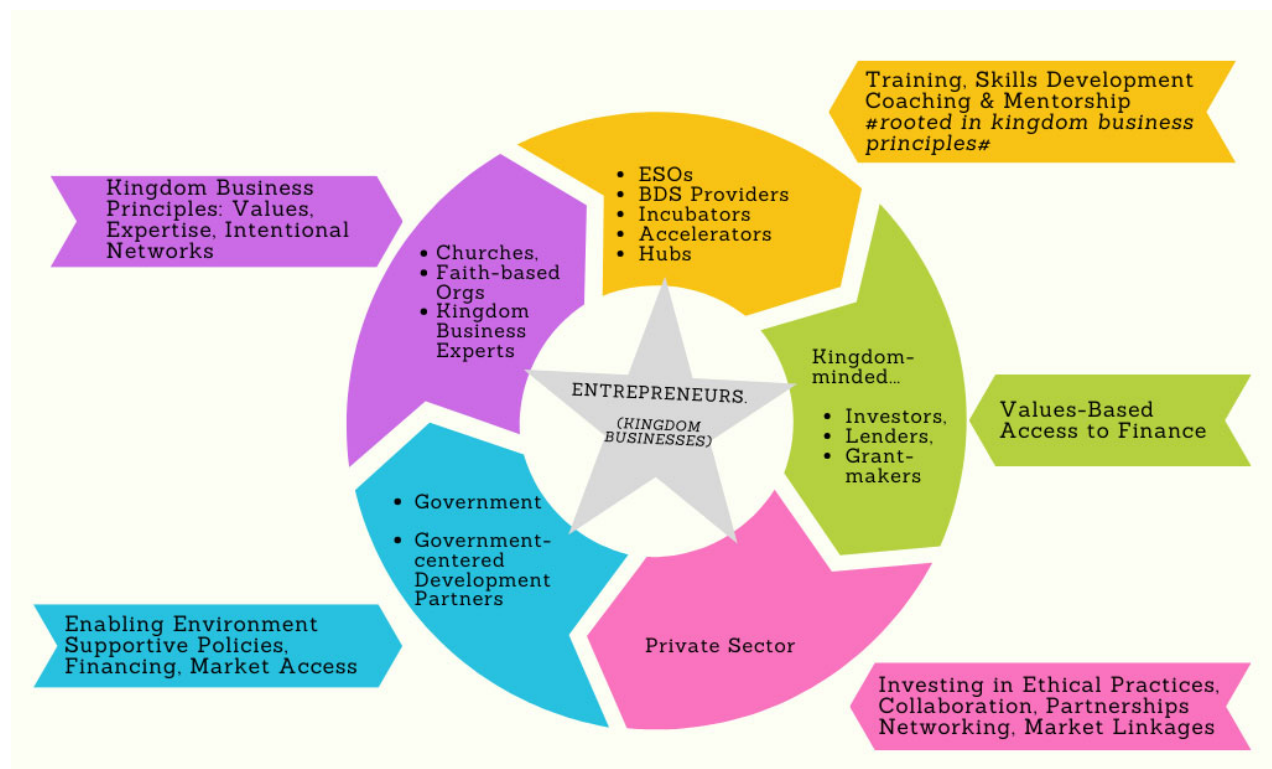 Training, Skills Development
Coaching & Mentorship
#rooted in kingdom business
principles#
Kingdom Business
Principles: Values,
Expertise, Intentional
Networks
• ESOs
• BDS Providers
• Incubators
• Accelerators
• Hubs
• Churches,
• Faith-based
Orgs
• Kingdom
Business
Experts
Kingdom-
minded...
• Investors,
• Lenders,
• Grant-
makers
Values-Based
Access to Finance
ENTREPRENEURS.
(KINGDOM
BUSINESSES)
• Government
• Government-
centered
Development
Partners
Enabling Environment
Supportive Policies,
Financing, Market Access
Private Sector
Investing in Ethical Practices,
Collaboration, Partnerships
Networking, Market Linkages